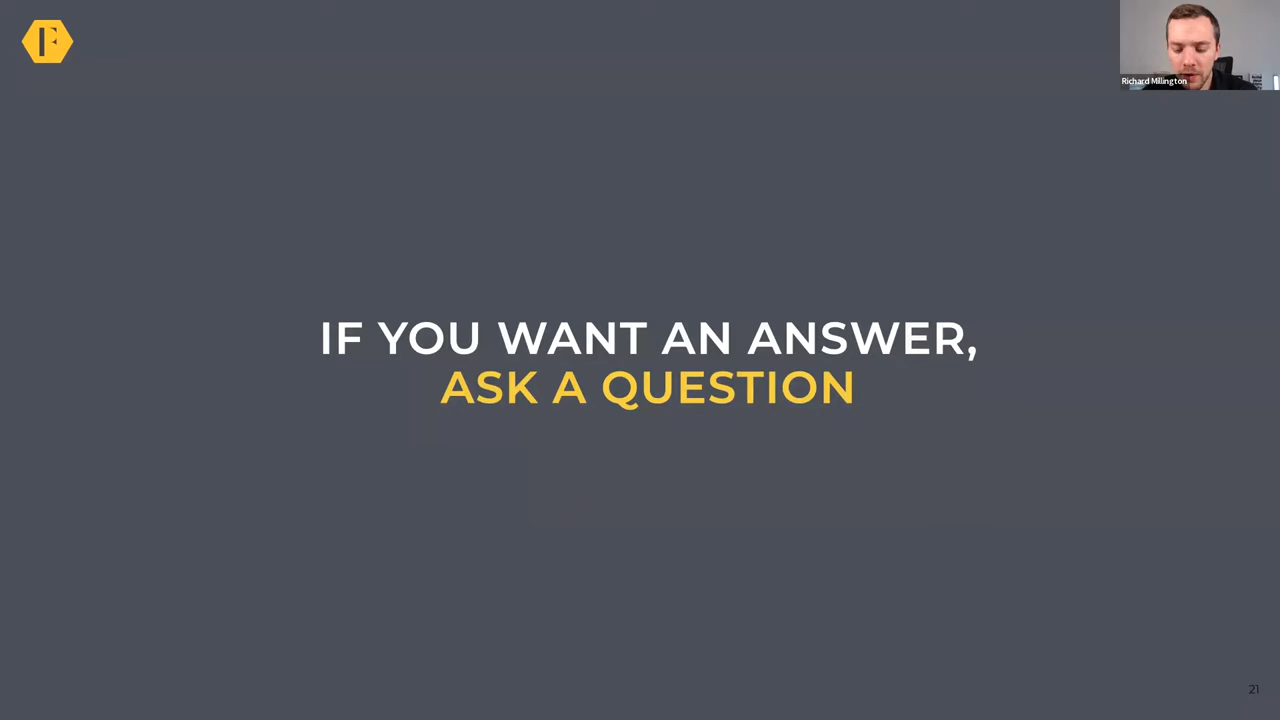 F
Richard Millington
IF YOU WANT AN ANSWER,
ASK A QUESTION
21